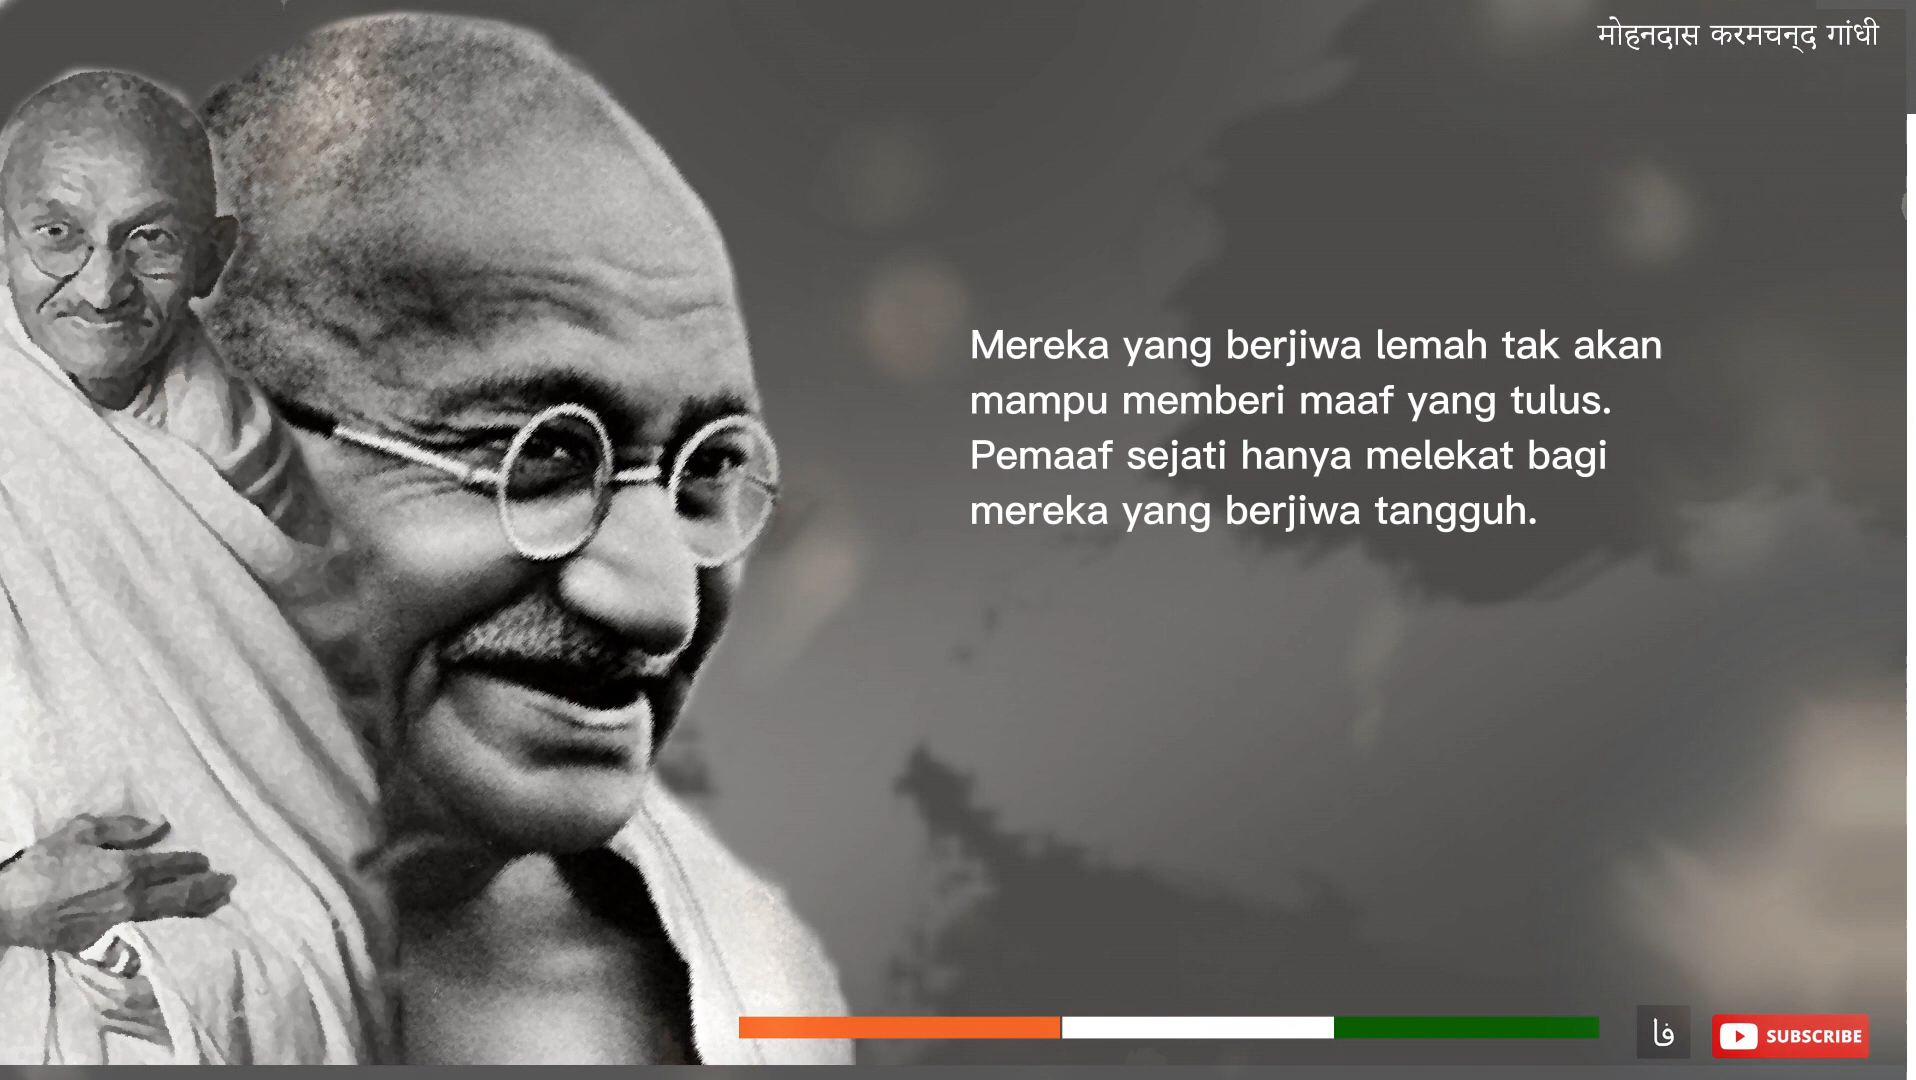 मोहनदास करमचन्द गांधी
Mereka yang berjiwa lemah tak akan
mampu memberi maaf yang tulus.
Pemaaf sejati hanya melekat bagi
mereka yang berjiwa tangguh.
فا
SUBSCRIBE